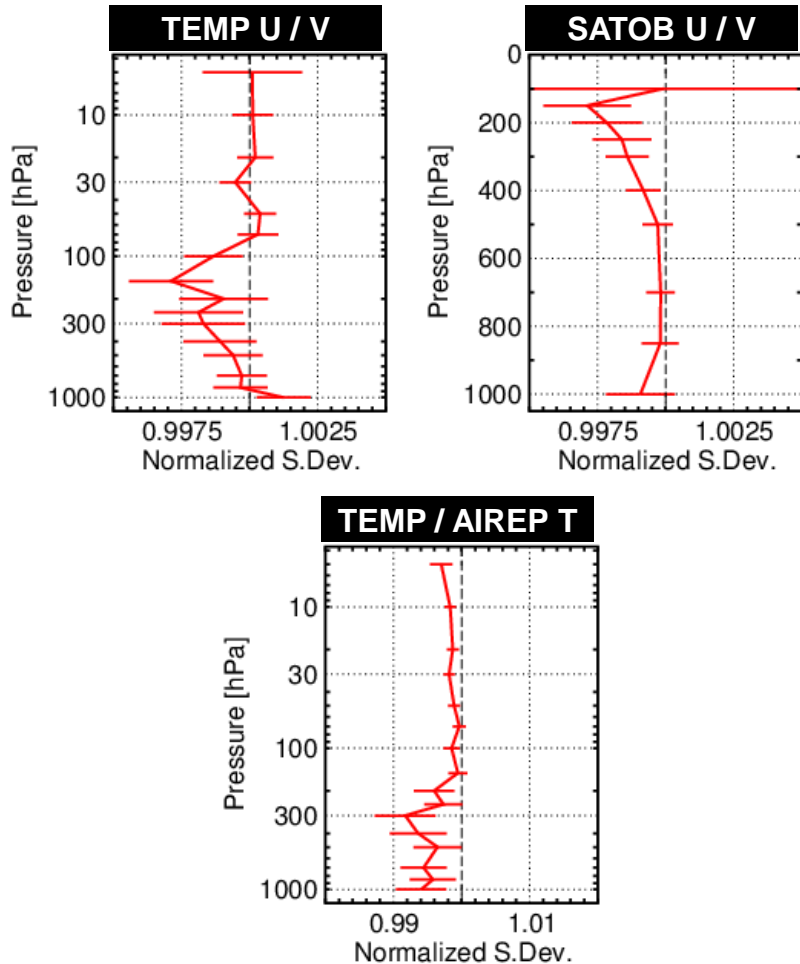 TEMP U / V
Pressure [hPa]
10
30
100
300
1000
0.9975 1.0025
Normalized S.Dev.
SATOB U / V
Pressure [hPa]
0
200
400
600
800
1000
0.9975 1.0025
Normalized S.Dev.
TEMP / AIREP T
Pressure [hPa]
10
30
100
300
1000
0.99 1.01
Normalized S.Dev.